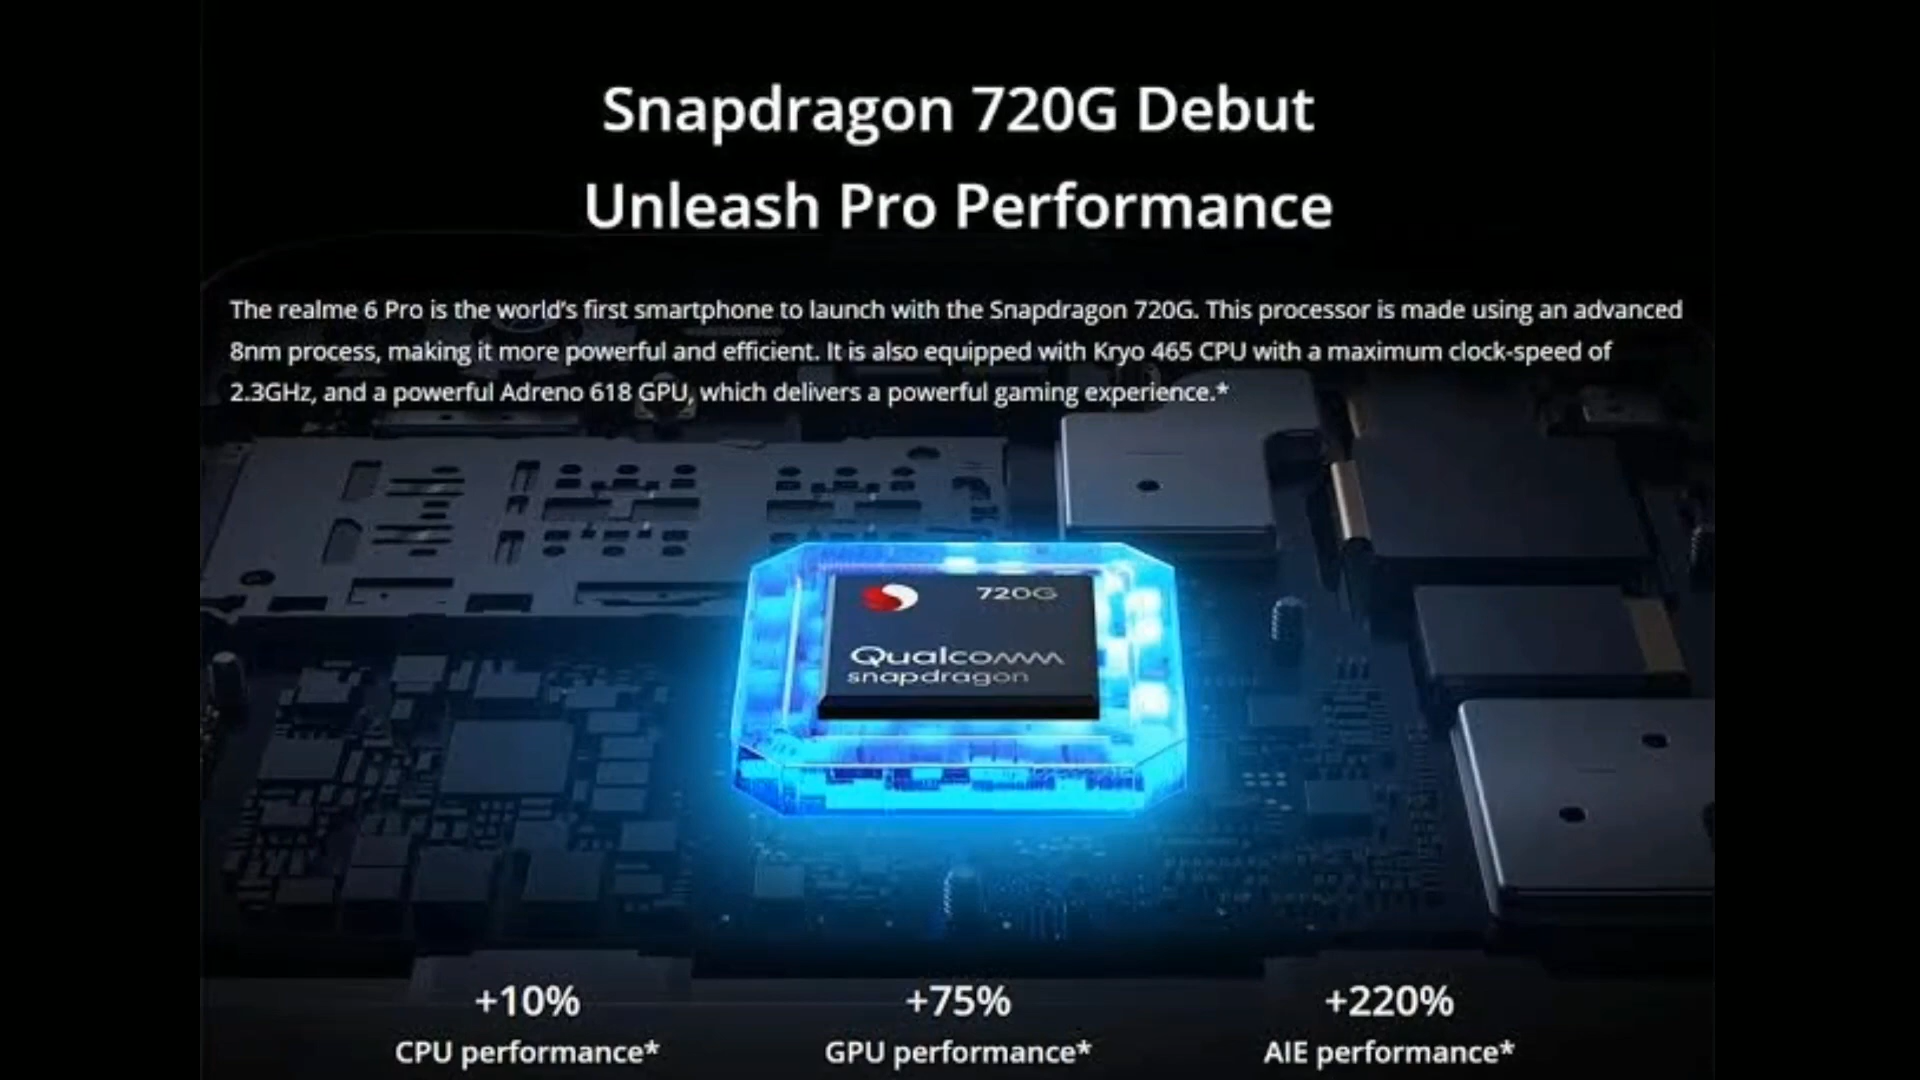 Snapdragon 720G Debut
Unleash Pro Performance
The realme 6 Pro is the world's first smartphone to launch with the Snapdragon 720G. This processor is made using an advanced
8nm process, making it more powerful and efficient. It is also equipped with Kryo 465 CPU with a maximum clock-speed of
2.3GHz, and a powerful Adreno 618 GPU, which delivers a powerful gaming experience.*
720G
Qualcomm
snapdragon
+10%
CPU performance*
+75%
GPU performance*
+220%
AIE performance*